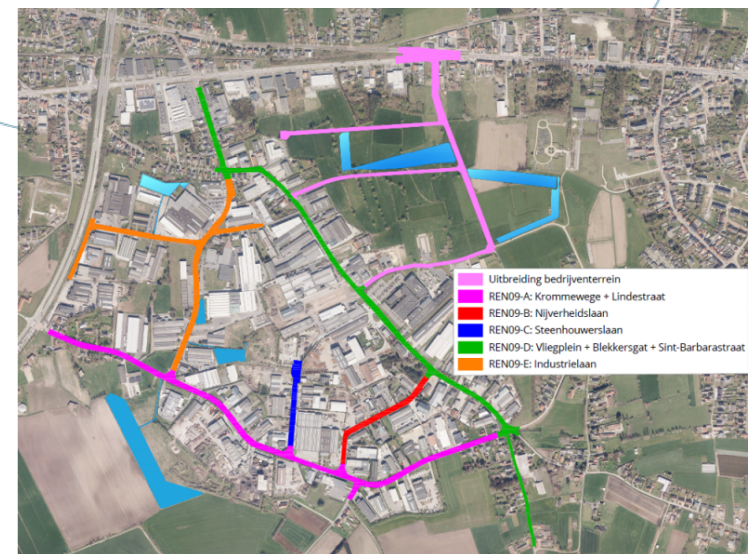 Uitbreiding bedrijventerrein
REN09-A: Krommewege + Lindestraat
REN09-B: Nijverheidslaan
REN09-C: Steenhouwerslaan
REN09-D: Vliegplein + Blekkersgat + Sint-Barbarastraat
REN09-E: Industrielaan